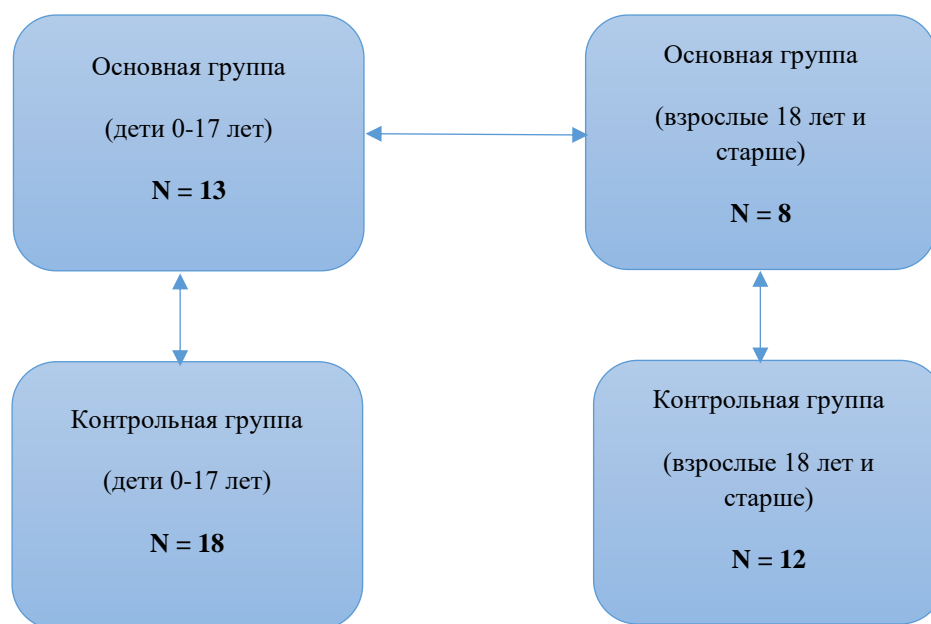 Основная группа
(дети 0-17 лет)
N = 13
Основная группа
(взрослые 18 лет и
старше)
N = 8
Контрольная группа
(дети 0-17 лет)
N = 18
Контрольная группа
(взрослые 18 лет и
старше)
N = 12